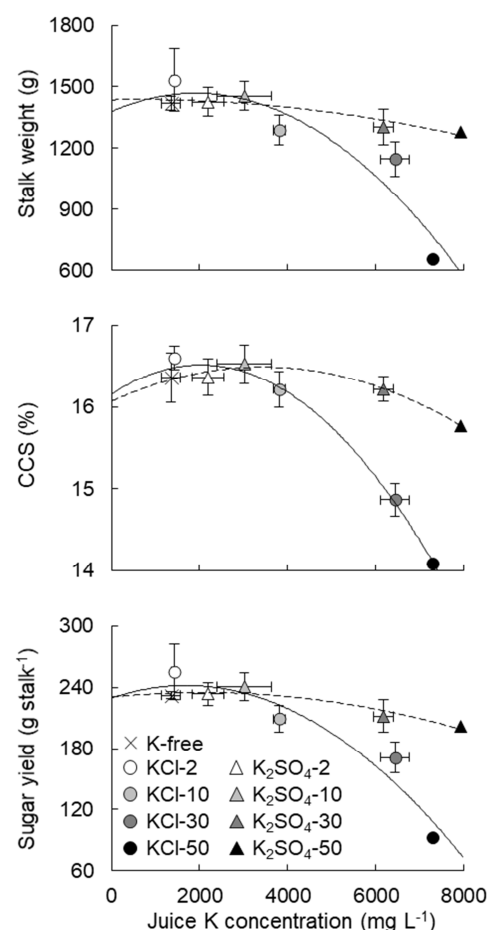 1800
1500
1200
900
600
Stalk weight (g)
17
16
15
14
CCS (%)
300
240
180
120
60
Sugar yield (g stalk⁻¹)
K-free
KCl-2 K₂SO₄-2
KCl-10 K₂SO₄-10
KCl-30 K₂SO₄-30
KCl-50 K₂SO₄-50
0 2000 4000 6000 8000
Juice K concentration (mg L⁻¹)